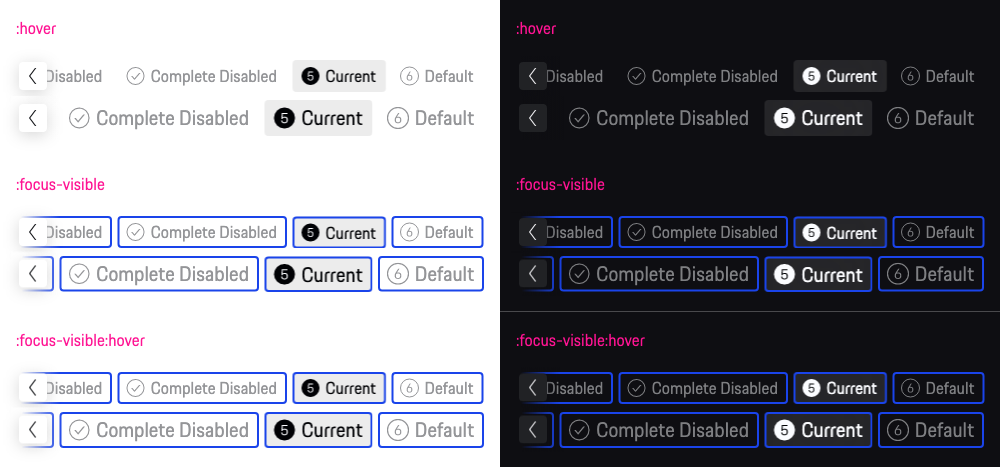 :hover
Disabled Complete Disabled 5 Current 6 Default
Complete Disabled 5 Current 6 Default
:focus-visible
Disabled Complete Disabled 5 Current 6 Default
Complete Disabled 5 Current 6 Default
:focus-visible:hover
Disabled Complete Disabled 5 Current 6 Default
Complete Disabled 5 Current 6 Default
:hover
Disabled Complete Disabled 5 Current 6 Default
Complete Disabled 5 Current 6 Default
:focus-visible
Disabled Complete Disabled 5 Current 6 Default
Complete Disabled 5 Current 6 Default
:focus-visible:hover
Disabled Complete Disabled 5 Current 6 Default
Complete Disabled 5 Current 6 Default